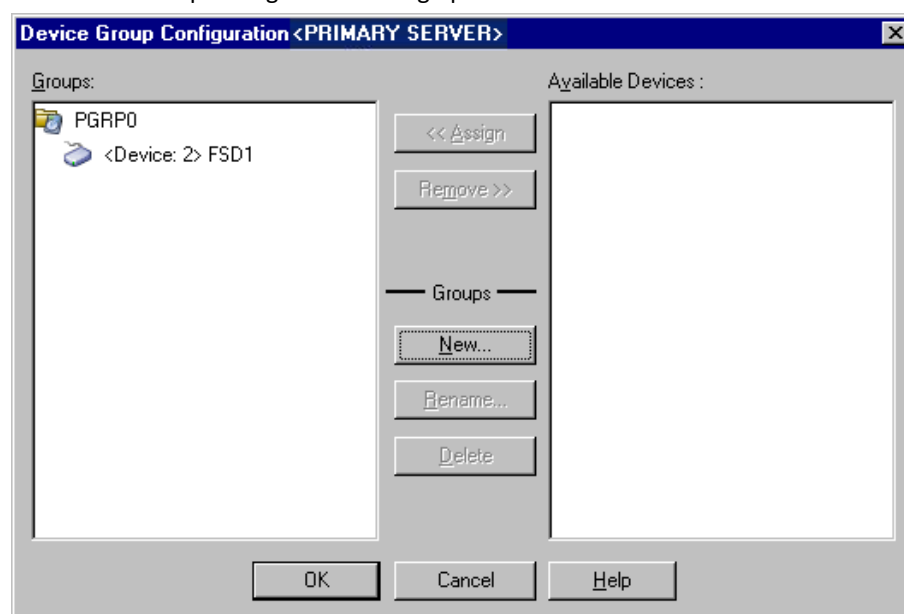 Device Group Configuration <PRIMARY SERVER>
Groups:
Available Devices :
PGRP0
<Device: 2> FSD1
<< Assign
Remove >>
Groups
New...
Rename...
Delete
OK
Cancel
Help